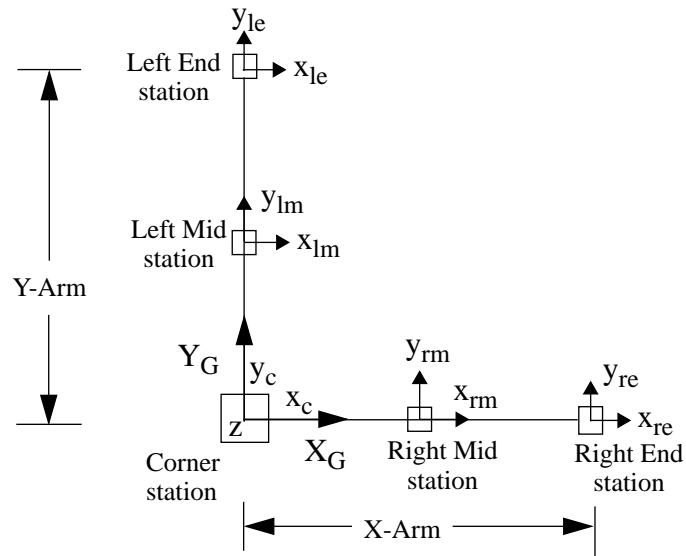 y_le
Left End
station
x_le
y_lm
Left Mid
station
x_lm
Y-Arm
Y_G
y_c
y_rm
y_re
x_c
x_rm
z
x_re
X_G
Corner
station
Right Mid
station
Right End
station
X-Arm